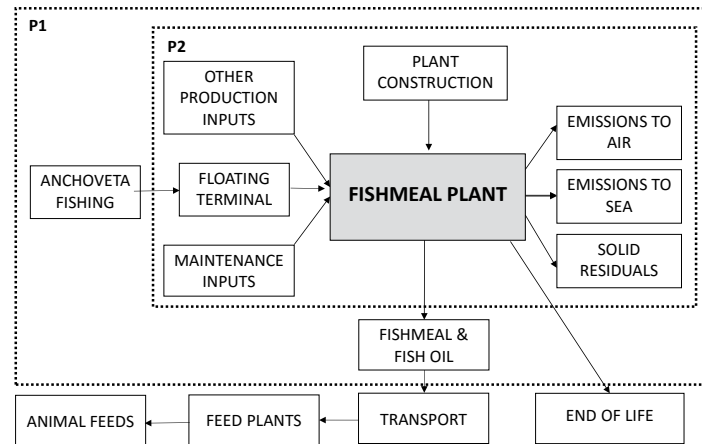 P1
P2
PLANT
CONSTRUCTION
OTHER
PRODUCTION
INPUTS
EMISSIONS TO
AIR
ANCHOVETA
FISHING
FLOATING
TERMINAL
FISHMEAL PLANT
EMISSIONS TO
SEA
MAINTENANCE
INPUTS
SOLID
RESIDUALS
FISHMEAL &
FISH OIL
ANIMAL FEEDS
FEED PLANTS
TRANSPORT
END OF LIFE